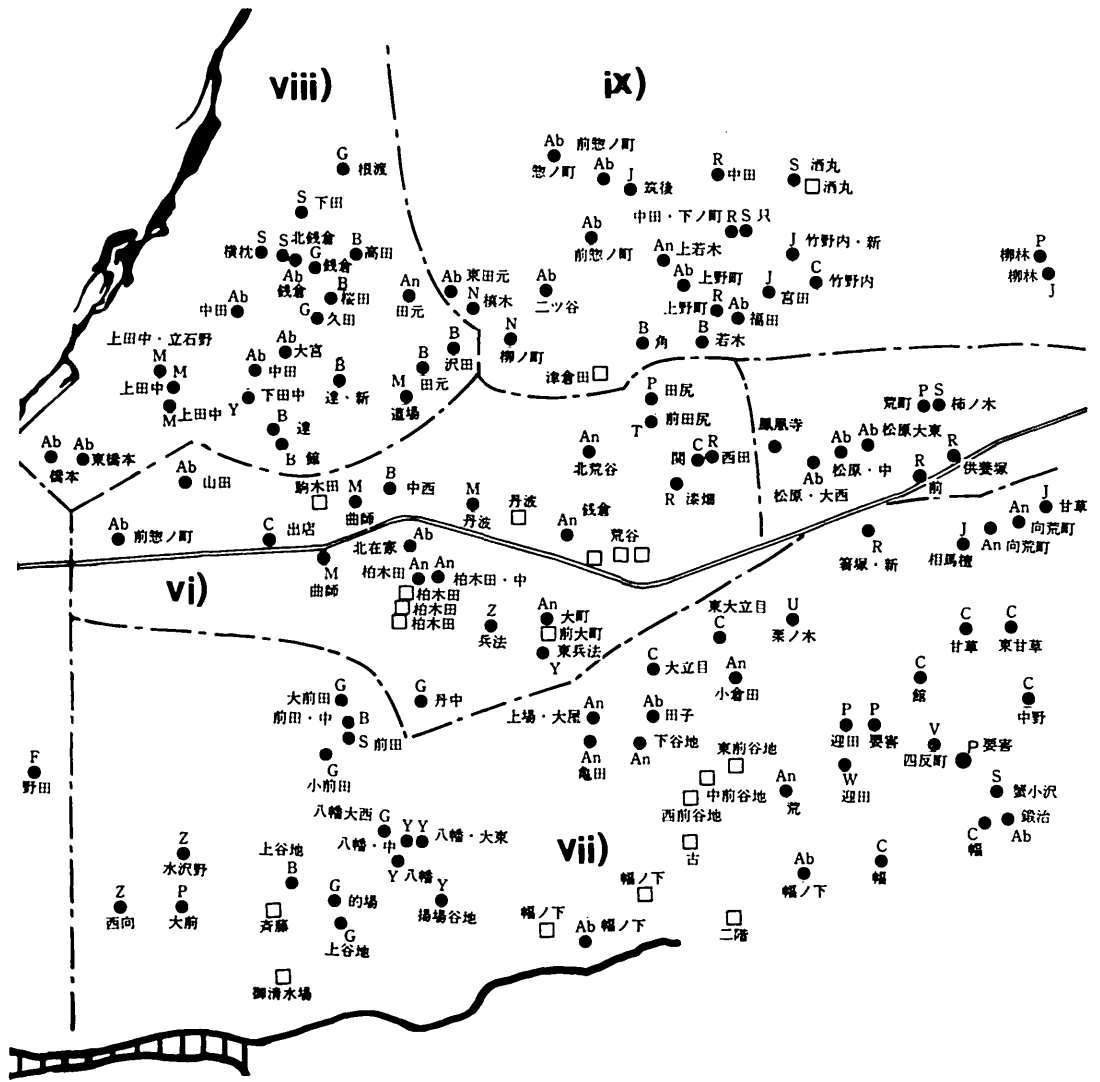 viii)
ix)
G
根渡
S
下田
横枕
S
S
北銭倉
G
銭倉
Ab
銭倉
B
高田
B
桜田
G
久田
Ab
中田
An
田元
Ab
東田元
N
槙木
Ab
二ツ谷
N
柳ノ町
B
沢田
Ab
大宮
Ab
中田
上田中・立石野
M
M
上田中
M
上田中
Y
下田中
B
達・新
M
道場
B
田元
B
達
B
館
Ab
橋本
Ab
東橋本
Ab
前惣ノ町
惣ノ町
Ab
J
筑後
R
中田
S
洒丸
洒丸
中田・下ノ町
R
S
只
Ab
前惣ノ町
An
上若木
J
竹野内・新
Ab
上野町
C
竹野内
J
宮田
上野町
R
Ab
福田
B
角
B
若木
P
柳林
柳林
J
津倉田
P
田尻
前田尻
T
An
北荒谷
関
C
R
西田
R
漆畑
鳳凰寺
Ab
松原・大西
Ab
松原・中
Ab
松原大東
荒町
P
S
柿ノ木
R
前
R
供養塚
Ab
山田
駒木田
M
曲師
B
中西
M
丹波
丹波
An
銭倉
荒谷
Ab
前惣ノ町
C
出店
M
曲師
北在家
Ab
柏木田
An
An
柏木田・中
柏木田
柏木田
柏木田
Z
兵法
An
大町
前大町
東兵法
Y
vi)
R
箸塚・新
J
相馬檀
An
向荒町
An
向荒町
J
甘草
東大立目
C
U
栗ノ木
C
甘草
C
東甘草
C
大立目
An
小倉田
C
館
C
中野
大前田
G
前田・中
B
S
前田
G
小前田
G
丹中
上場・大尾
An
An
亀田
Ab
田子
下谷地
An
東前谷地
中前谷地
西前谷地
古
An
荒
P
迎田
P
要害
W
迎田
V
四反町
P
要害
S
蟹小沢
C
幅
鍛治
Ab
F
野田
八幡大西
G
八幡・中
Y
Y
八幡・大東
Y
八幡
Y
揚場谷地
vii)
Z
水沢野
上谷地
B
Z
西向
P
大前
斉藤
G
的場
G
上谷地
御清水場
幅ノ下
幅ノ下
Ab
幅ノ下
二階
Ab
幅ノ下
C
幅